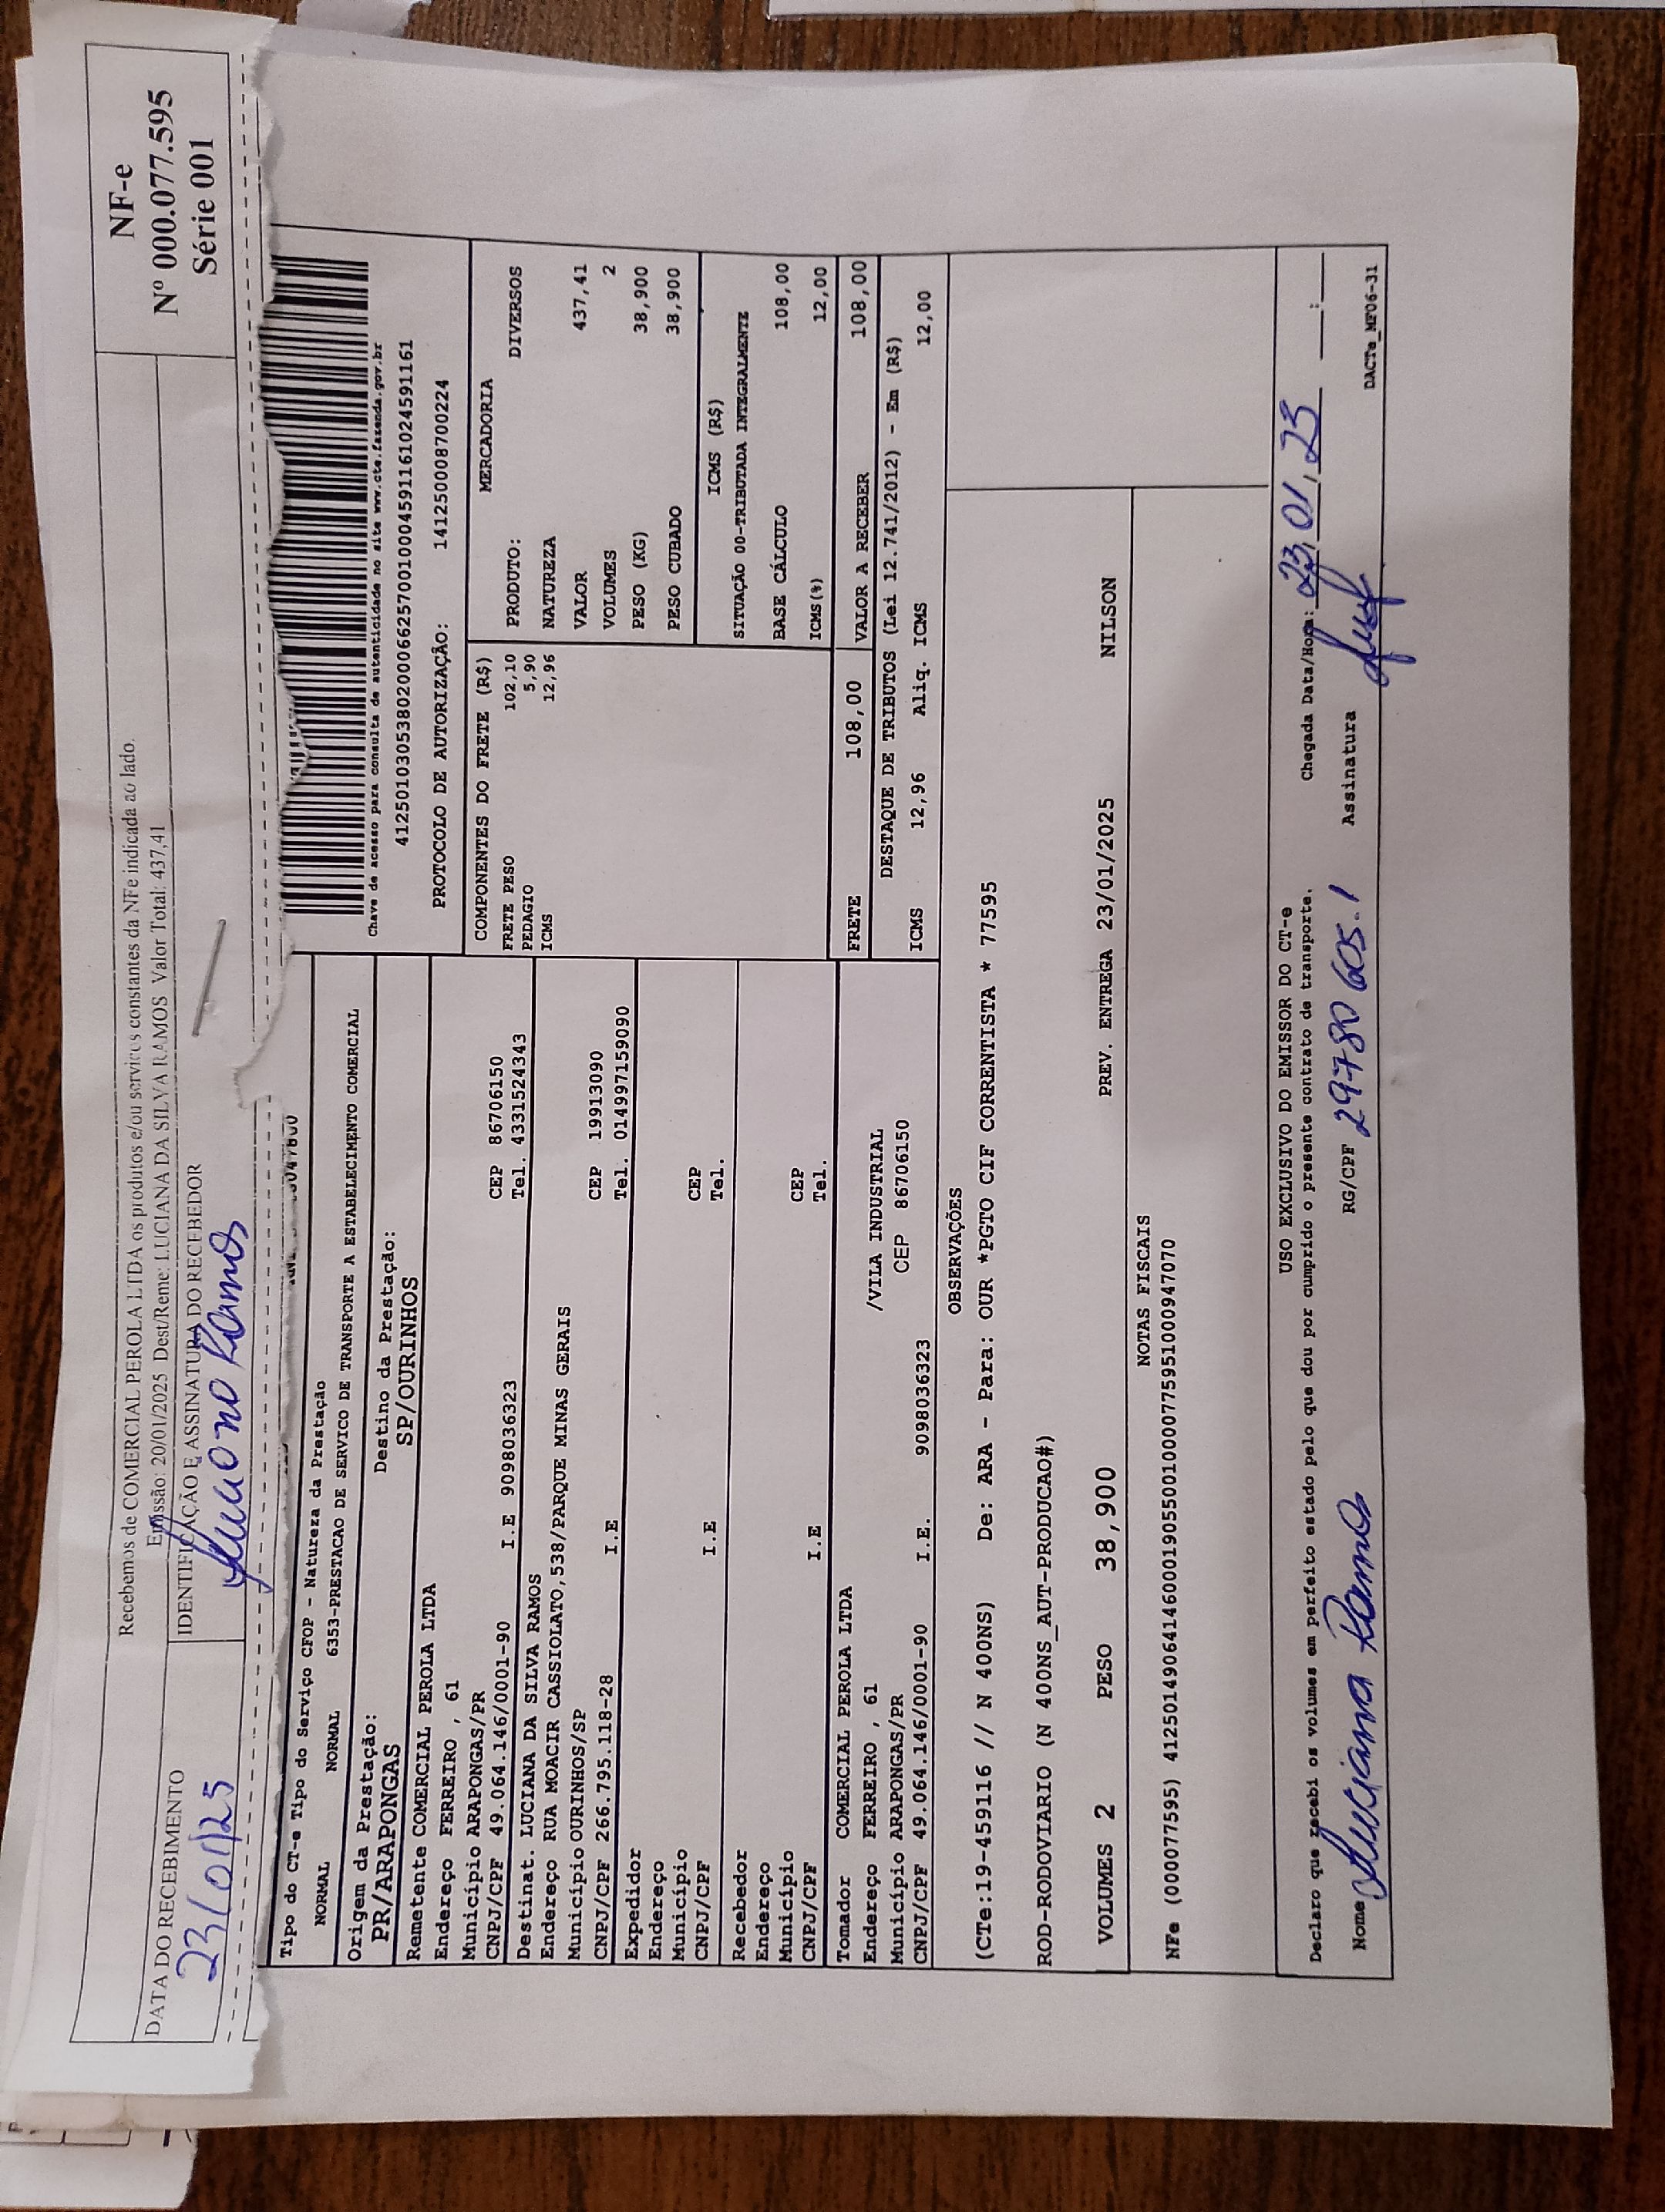 Recebemos de COMERCIAL PEROLA LTDA os produtos e/ou serviços constantes da NFe indicada ao lado.
Emissão: 20/01/2025 Dest/Reme: LUCIANA DA SILVA RAMOS Valor Total: 437,41
DATA DO RECEBIMENTO
23/01/25
IDENTIFICAÇÃO E ASSINATURA DO RECEBEDOR
Ramos
NF-e
Nº 000.077.595
Série 001
Tipo do CT-e Tipo do Serviço CFOP - Natureza da Prestação
NORMAL NORMAL 6353-PRESTACAO DE SERVICO DE TRANSPORTE A ESTABELECIMENTO COMERCIAL
Origem da Prestação: Destino da Prestação:
PR/ARAPONGAS SP/OURINHOS
Remetente COMERCIAL PEROLA LTDA
Endereço FERREIRO , 61
Município ARAPONGAS/PR CEP 86706150
CNPJ/CPF 49.064.146/0001-90 I.E 9098036323 Tel. 4331524343
Destinat. LUCIANA DA SILVA RAMOS
Endereço RUA MOACIR CASSIOLATO,538/PARQUE MINAS GERAIS
Município OURINHOS/SP CEP 19913090
CNPJ/CPF 266.795.118-28 I.E Tel. 014997159090
Expedidor
Endereço
Município CEP
CNPJ/CPF I.E Tel.
Recebedor
Endereço
Município CEP
CNPJ/CPF I.E Tel.
Tomador COMERCIAL PEROLA LTDA
Endereço FERREIRO , 61 /VILA INDUSTRIAL
Município ARAPONGAS/PR CEP 86706150
CNPJ/CPF 49.064.146/0001-90 I.E. 9098036323
Chave de acesso para consulta de autenticidade no site www.cte.fazenda.gov.br
41250103053802000662570010004591161024591161
PROTOCOLO DE AUTORIZAÇÃO: 141250008700224
COMPONENTES DO FRETE (R$)
FRETE PESO 102,10
PEDAGIO 5,90
ICMS 12,96
MERCADORIA
PRODUTO: DIVERSOS
NATUREZA
VALOR 437,41
VOLUMES 2
PESO (KG) 38,900
PESO CUBADO 38,900
ICMS (R$)
SITUAÇÃO 00-TRIBUTADA INTEGRALMENTE
BASE CÁLCULO 108,00
ICMS(%) 12,00
FRETE 108,00 VALOR A RECEBER 108,00
DESTAQUE DE TRIBUTOS (Lei 12.741/2012) - Em (R$)
ICMS 12,96 Aliq. ICMS 12,00
OBSERVAÇÕES
(CTe:19-459116 // N 400NS) De: ARA - Para: OUR *PGTO CIF CORRENTISTA * 77595
ROD-RODOVIARIO (N 400NS_AUT-PRODUCAO#)
VOLUMES 2 PESO 38,900 PREV. ENTREGA 23/01/2025 NILSON
NOTAS FISCAIS
NFe (000077595) 41250149064146000190550010000775951000947070
USO EXCLUSIVO DO EMISSOR DO CT-e
Declaro que recebi os volumes em perfeito estado pelo que dou por cumprido o presente contrato de transporte. Chegada Data/Hora: 23/01/25 __:__
Nome Luciana Ramos RG/CPF 29780605.1 Assinatura
DACTe_MF06-31